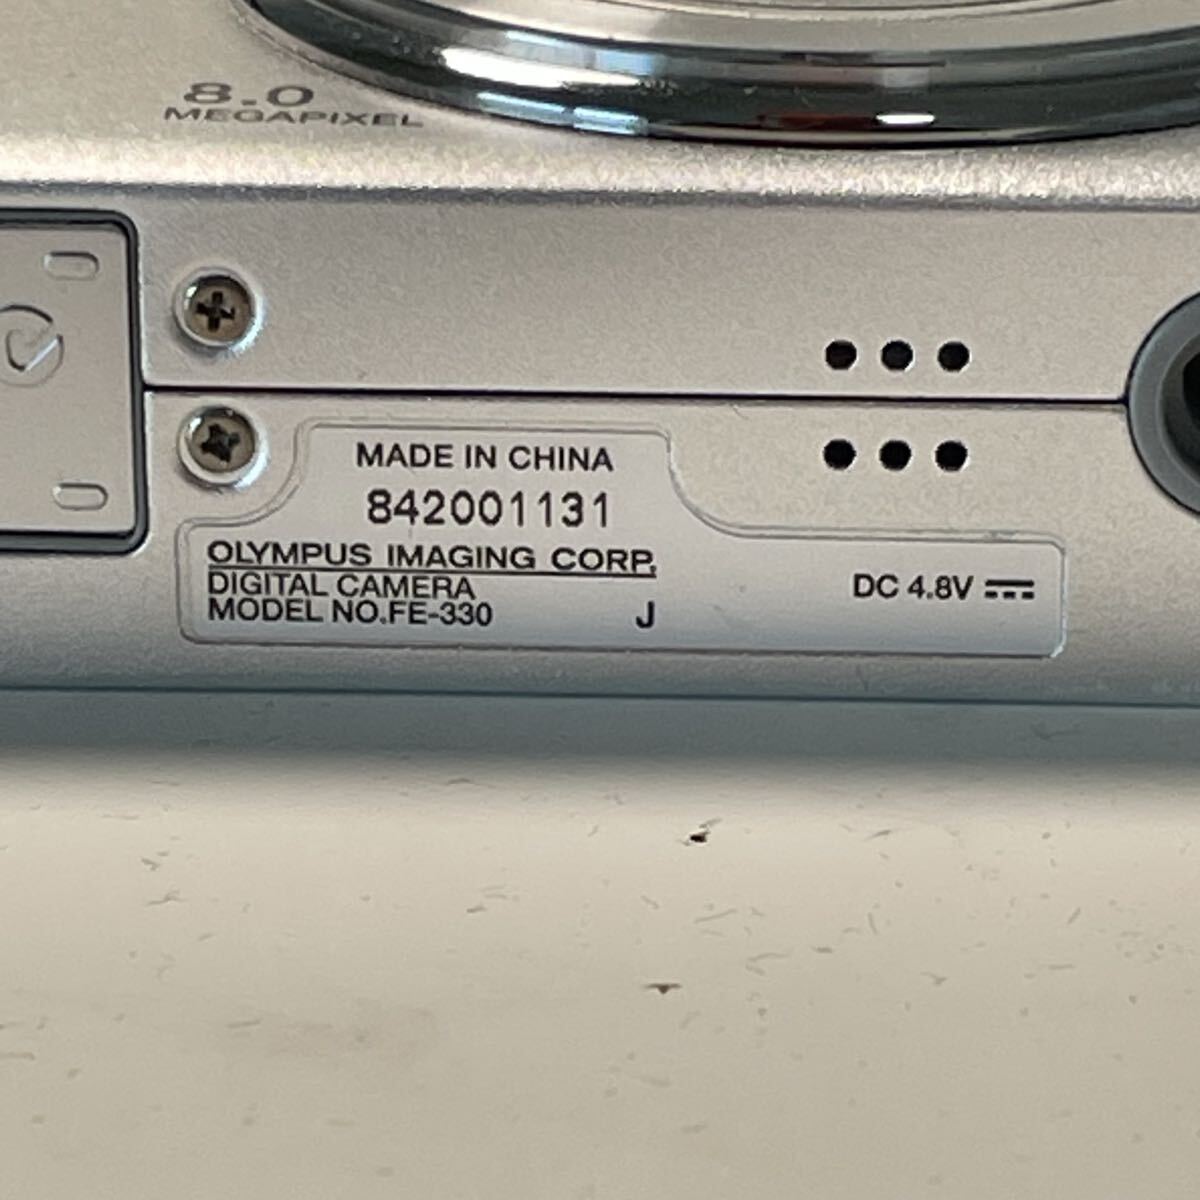 8.0
MEGAPIXEL
MADE IN CHINA
842001131
OLYMPUS IMAGING CORP.
DIGITAL CAMERA
MODEL NO.FE-330 J
DC 4.8V